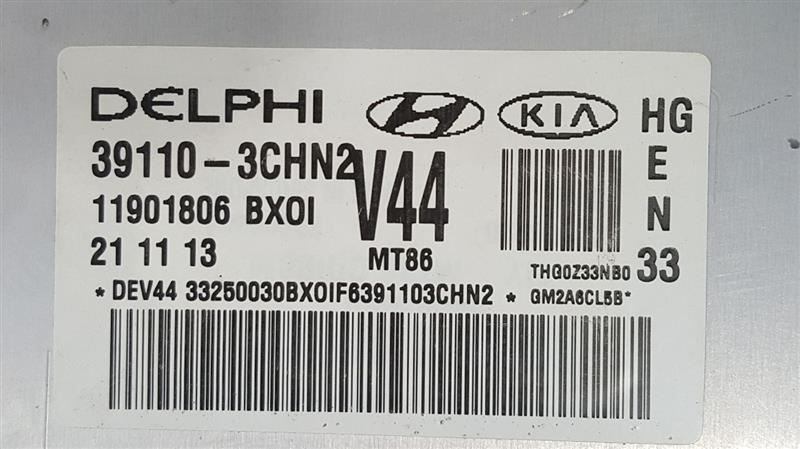 DELPHI H KIA HG
39110-3CHN2 V44 E
11901806 BXOI N
21 11 13 MT86 THG0Z33NB0 33
* DEV44 33250030BXOIF6391103CHN2 * GM2A6CL5B*